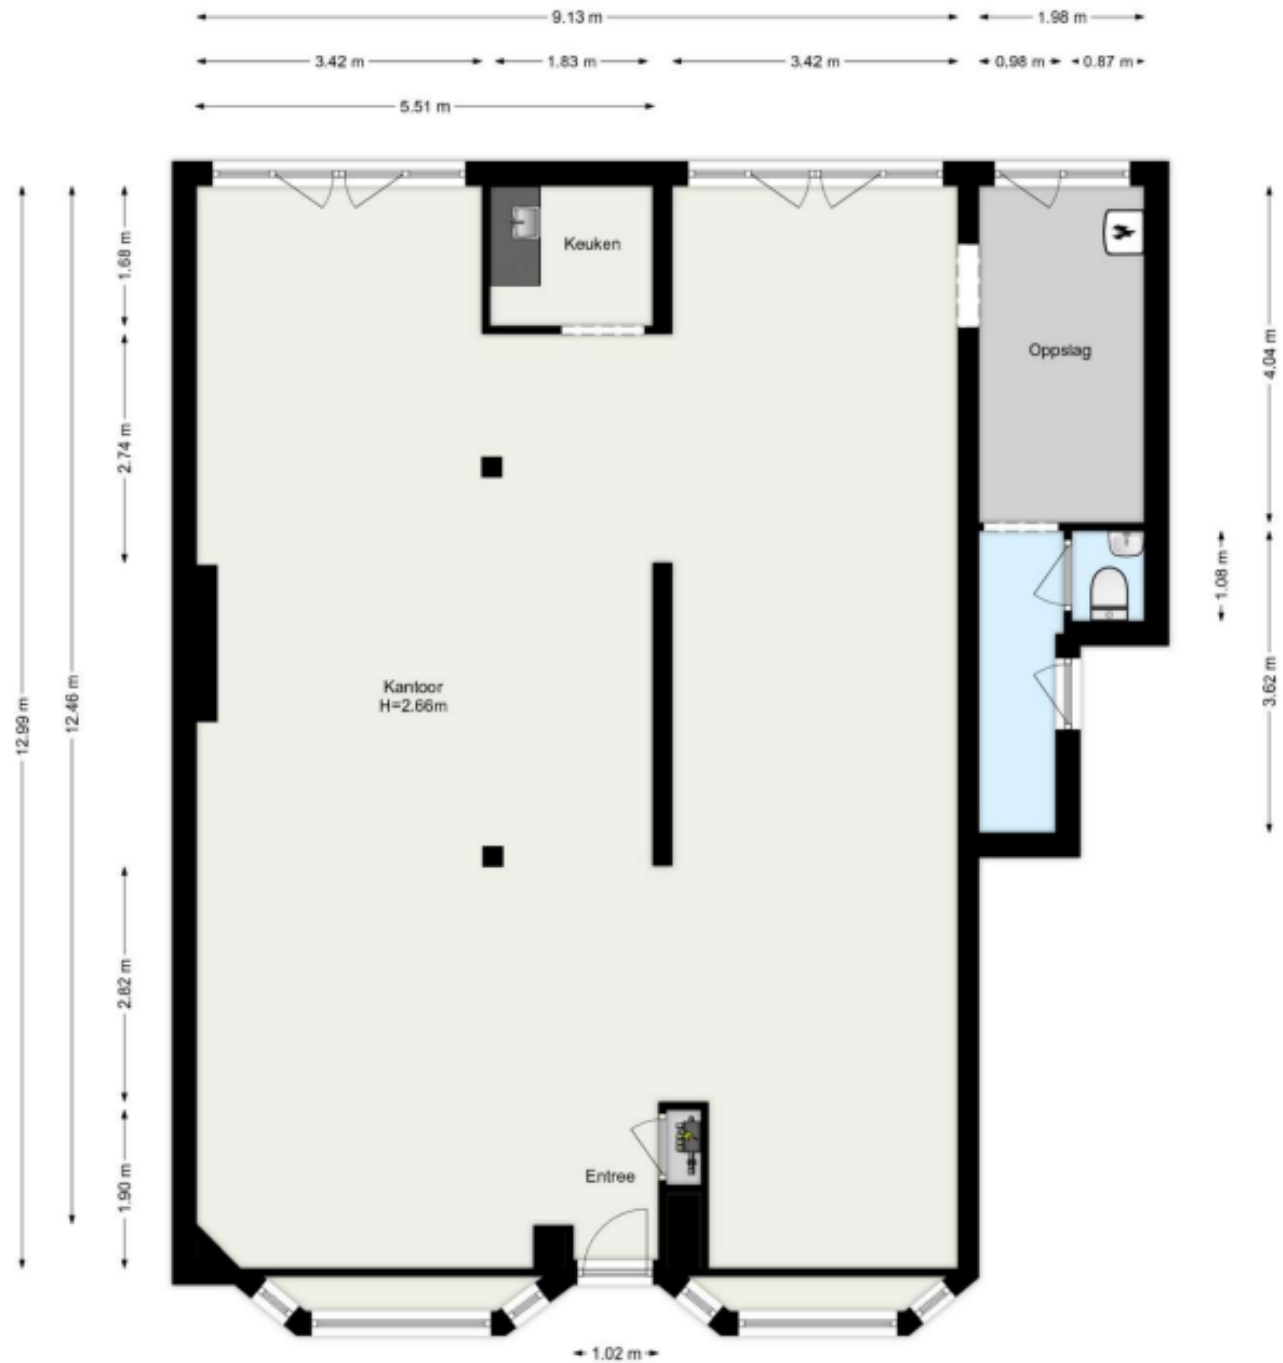 9.13 m
1.98 m
3.42 m
1.83 m
3.42 m
0.98 m
0.87 m
5.51 m
Keuken
1.68 m
Oppslag
4.04 m
2.74 m
1.08 m
Kantoor
H=2.66m
12.99 m
12.46 m
3.62 m
2.82 m
Entree
1.90 m
1.02 m